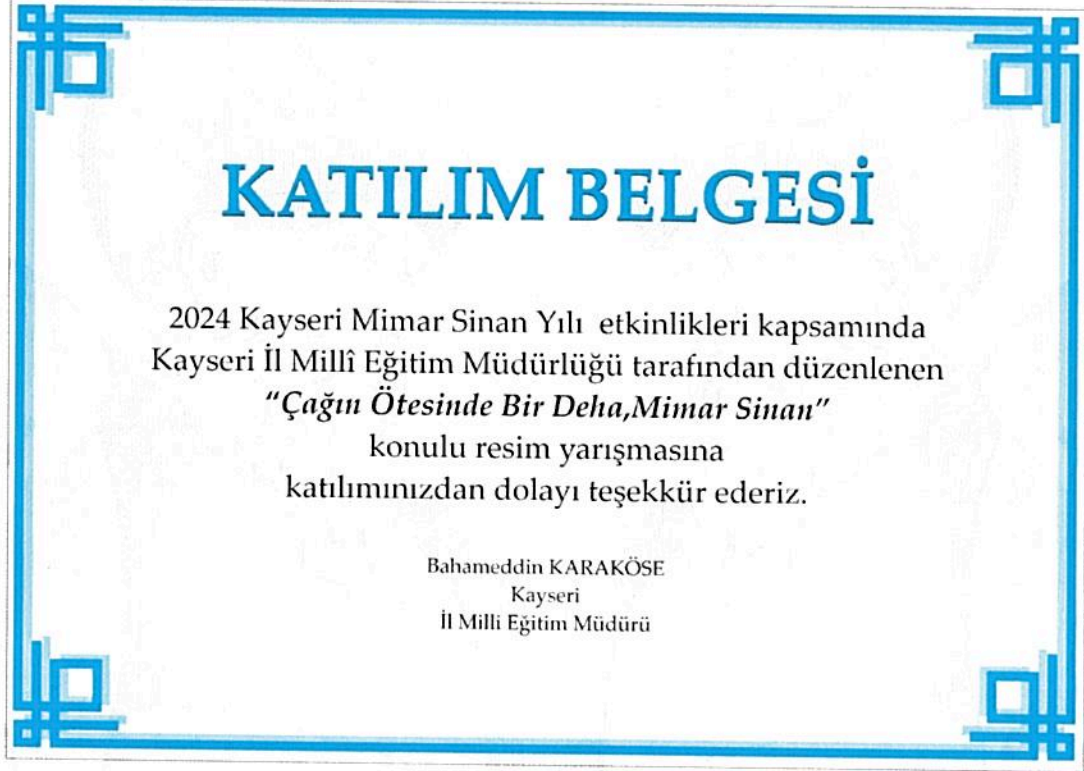 KATILIM BELGESİ
2024 Kayseri Mimar Sinan Yılı etkinlikleri kapsamında
Kayseri İl Millî Eğitim Müdürlüğü tarafından düzenlenen
"Çağın Ötesinde Bir Deha,Mimar Sinan"
konulu resim yarışmasına
katılımınızdan dolayı teşekkür ederiz.
Bahameddin KARAKÖSE
Kayseri
İl Milli Eğitim Müdürü